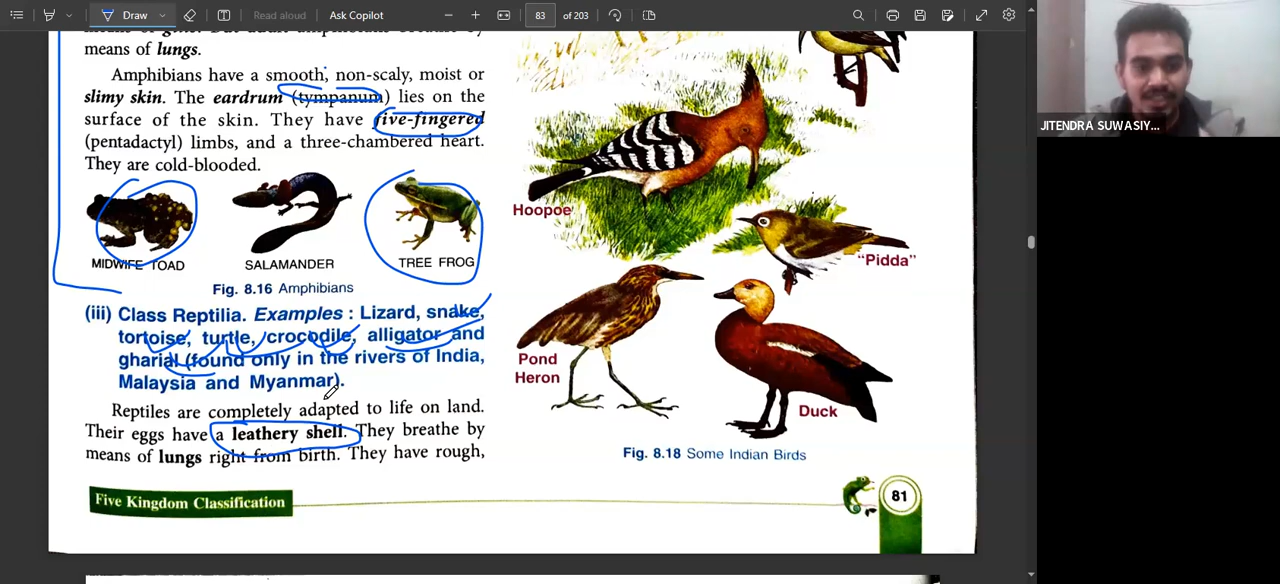 Draw
Read aloud
Ask Copilot
83
of 203
means of lungs.
Amphibians have a smooth, non-scaly, moist or
slimy skin. The eardrum (tympanum) lies on the
surface of the skin. They have five-fingered
(pentadactyl) limbs, and a three-chambered heart.
They are cold-blooded.
MIDWIFE TOAD
SALAMANDER
TREE FROG
Fig. 8.16 Amphibians
(iii) Class Reptilia. Examples : Lizard, snake,
tortoise, turtle, crocodile, alligator and
gharial (found only in the rivers of India,
Malaysia and Myanmar).
Reptiles are completely adapted to life on land.
Their eggs have a leathery shell. They breathe by
means of lungs right from birth. They have rough,
Hoopoe
"Pidda"
Pond
Heron
Duck
Fig. 8.18 Some Indian Birds
Five Kingdom Classification
81
JITENDRA SUWASIY...